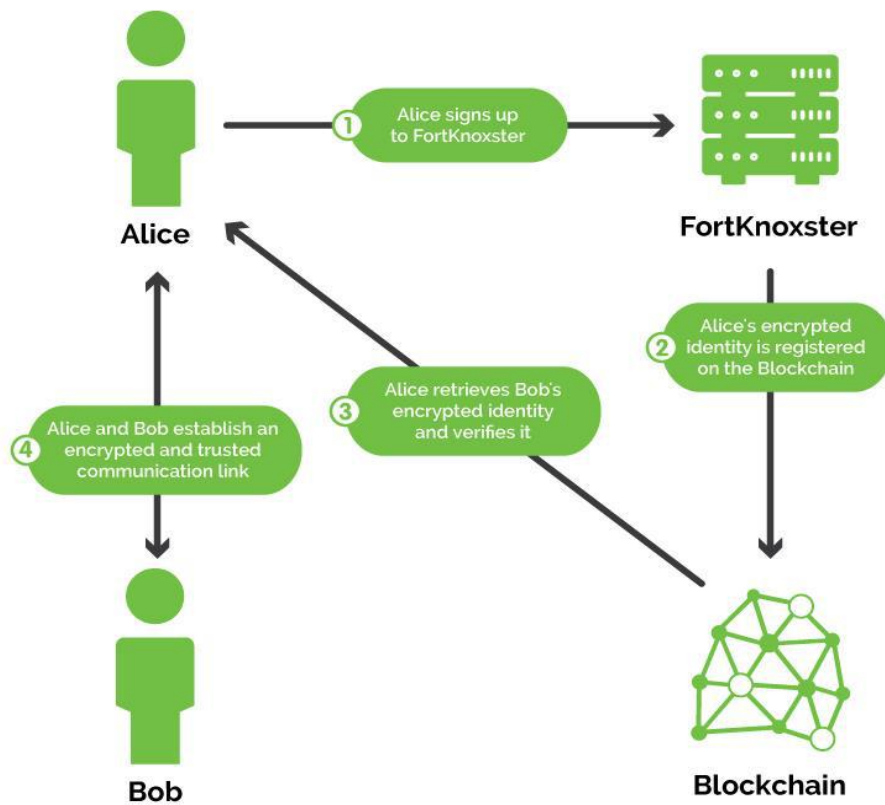 1
Alice signs up
to FortKnoxster
Alice
FortKnoxster
2
Alice's encrypted
identity is registered
on the Blockchain
3
Alice retrieves Bob's
encrypted identity
and verifies it
4
Alice and Bob establish an
encrypted and trusted
communication link
Bob
Blockchain